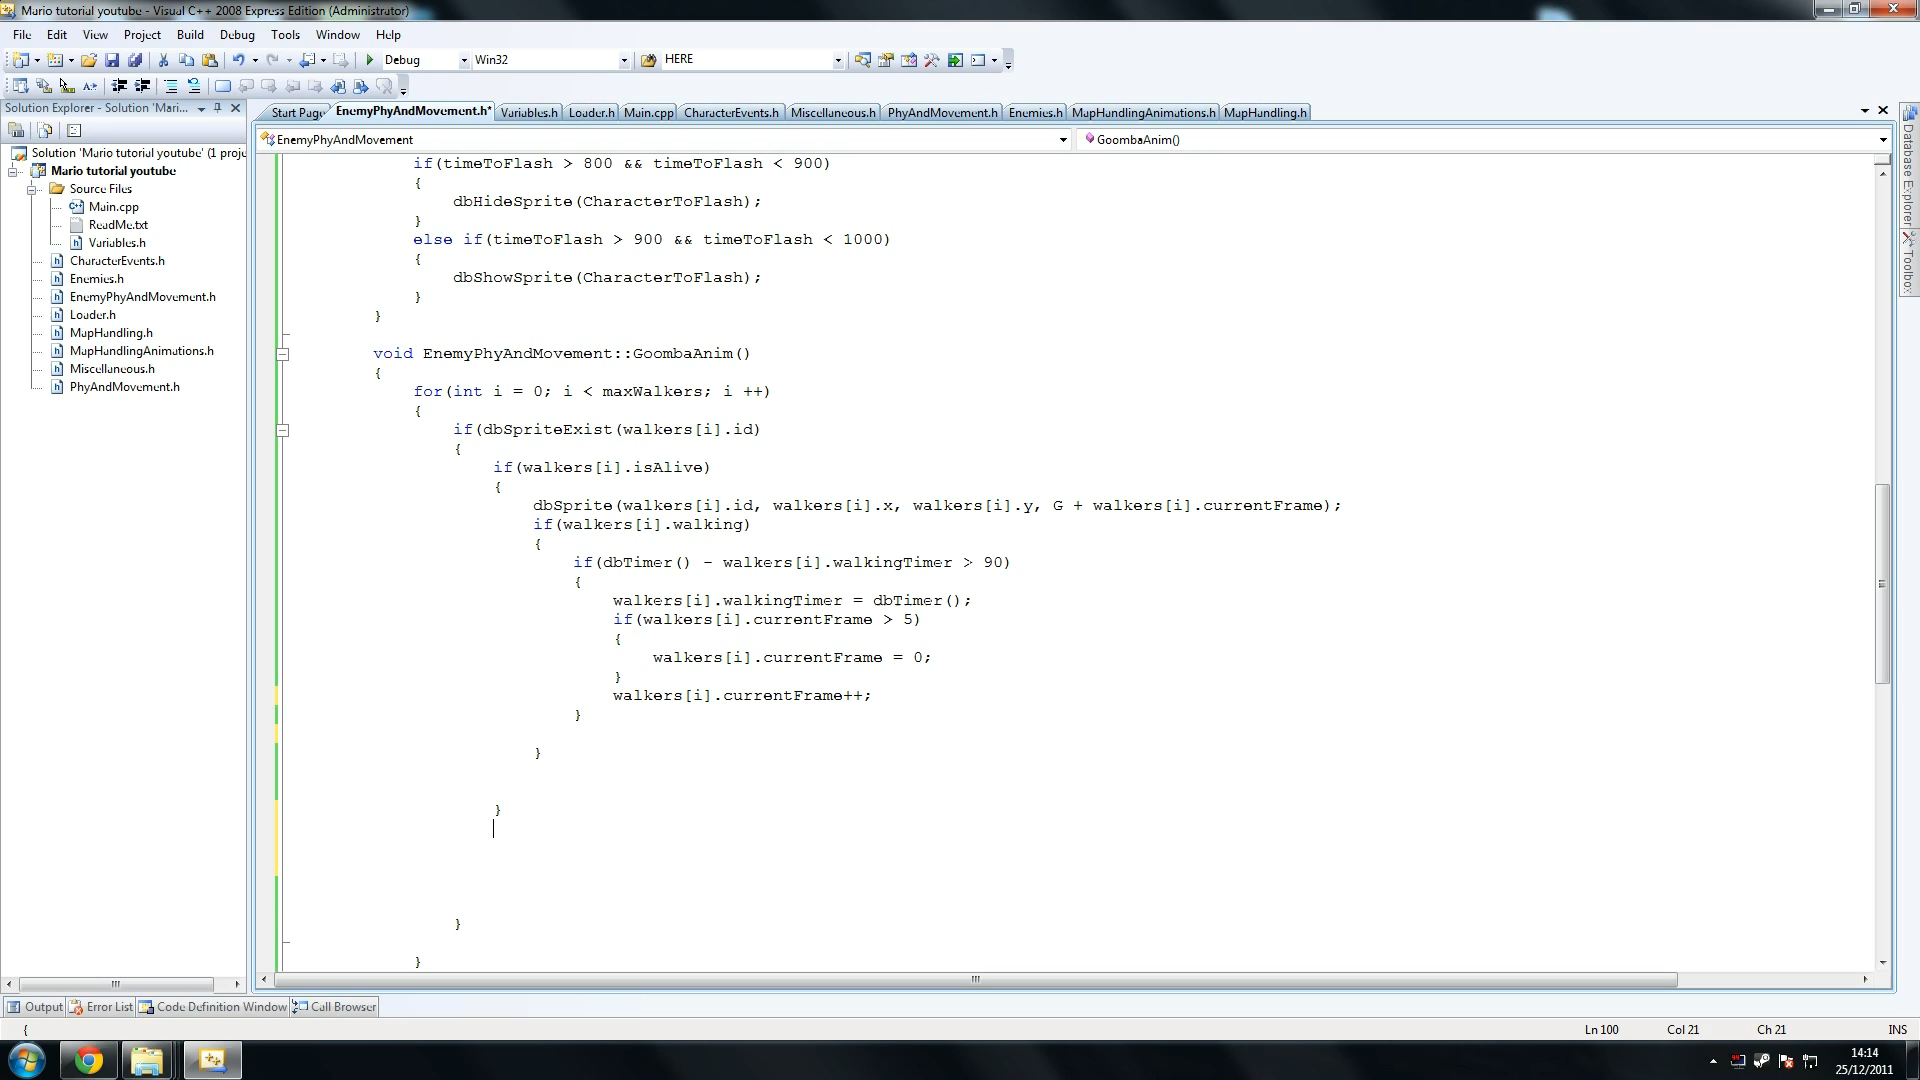 Mario tutorial youtube - Visual C++ 2008 Express Edition (Administrator)
File Edit View Project Build Debug Tools Window Help
Debug Win32 HERE
Solution Explorer - Solution 'Mari...
Start Page EnemyPhyAndMovement.h* Variables.h Loader.h Main.cpp CharacterEvents.h Miscellaneous.h PhyAndMovement.h Enemies.h MapHandlingAnimations.h MapHandling.h
EnemyPhyAndMovement GoombaAnim()
Solution 'Mario tutorial youtube' (1 proje
Mario tutorial youtube
Source Files
Main.cpp
ReadMe.txt
Variables.h
CharacterEvents.h
Enemies.h
EnemyPhyAndMovement.h
Loader.h
MapHandling.h
MapHandlingAnimations.h
Miscellaneous.h
PhyAndMovement.h
if(timeToFlash > 800 && timeToFlash < 900)
{
dbHideSprite(CharacterToFlash);
}
else if(timeToFlash > 900 && timeToFlash < 1000)
{
dbShowSprite(CharacterToFlash);
}
}
void EnemyPhyAndMovement::GoombaAnim()
{
for(int i = 0; i < maxWalkers; i ++)
{
if(dbSpriteExist(walkers[i].id)
{
if(walkers[i].isAlive)
{
dbSprite(walkers[i].id, walkers[i].x, walkers[i].y, G + walkers[i].currentFrame);
if(walkers[i].walking)
{
if(dbTimer() - walkers[i].walkingTimer > 90)
{
walkers[i].walkingTimer = dbTimer();
if(walkers[i].currentFrame > 5)
{
walkers[i].currentFrame = 0;
}
walkers[i].currentFrame++;
}
}
}
}
}
Database Explorer
Toolbox
Output Error List Code Definition Window Call Browser
{ Ln 100 Col 21 Ch 21 INS
14:14
25/12/2011